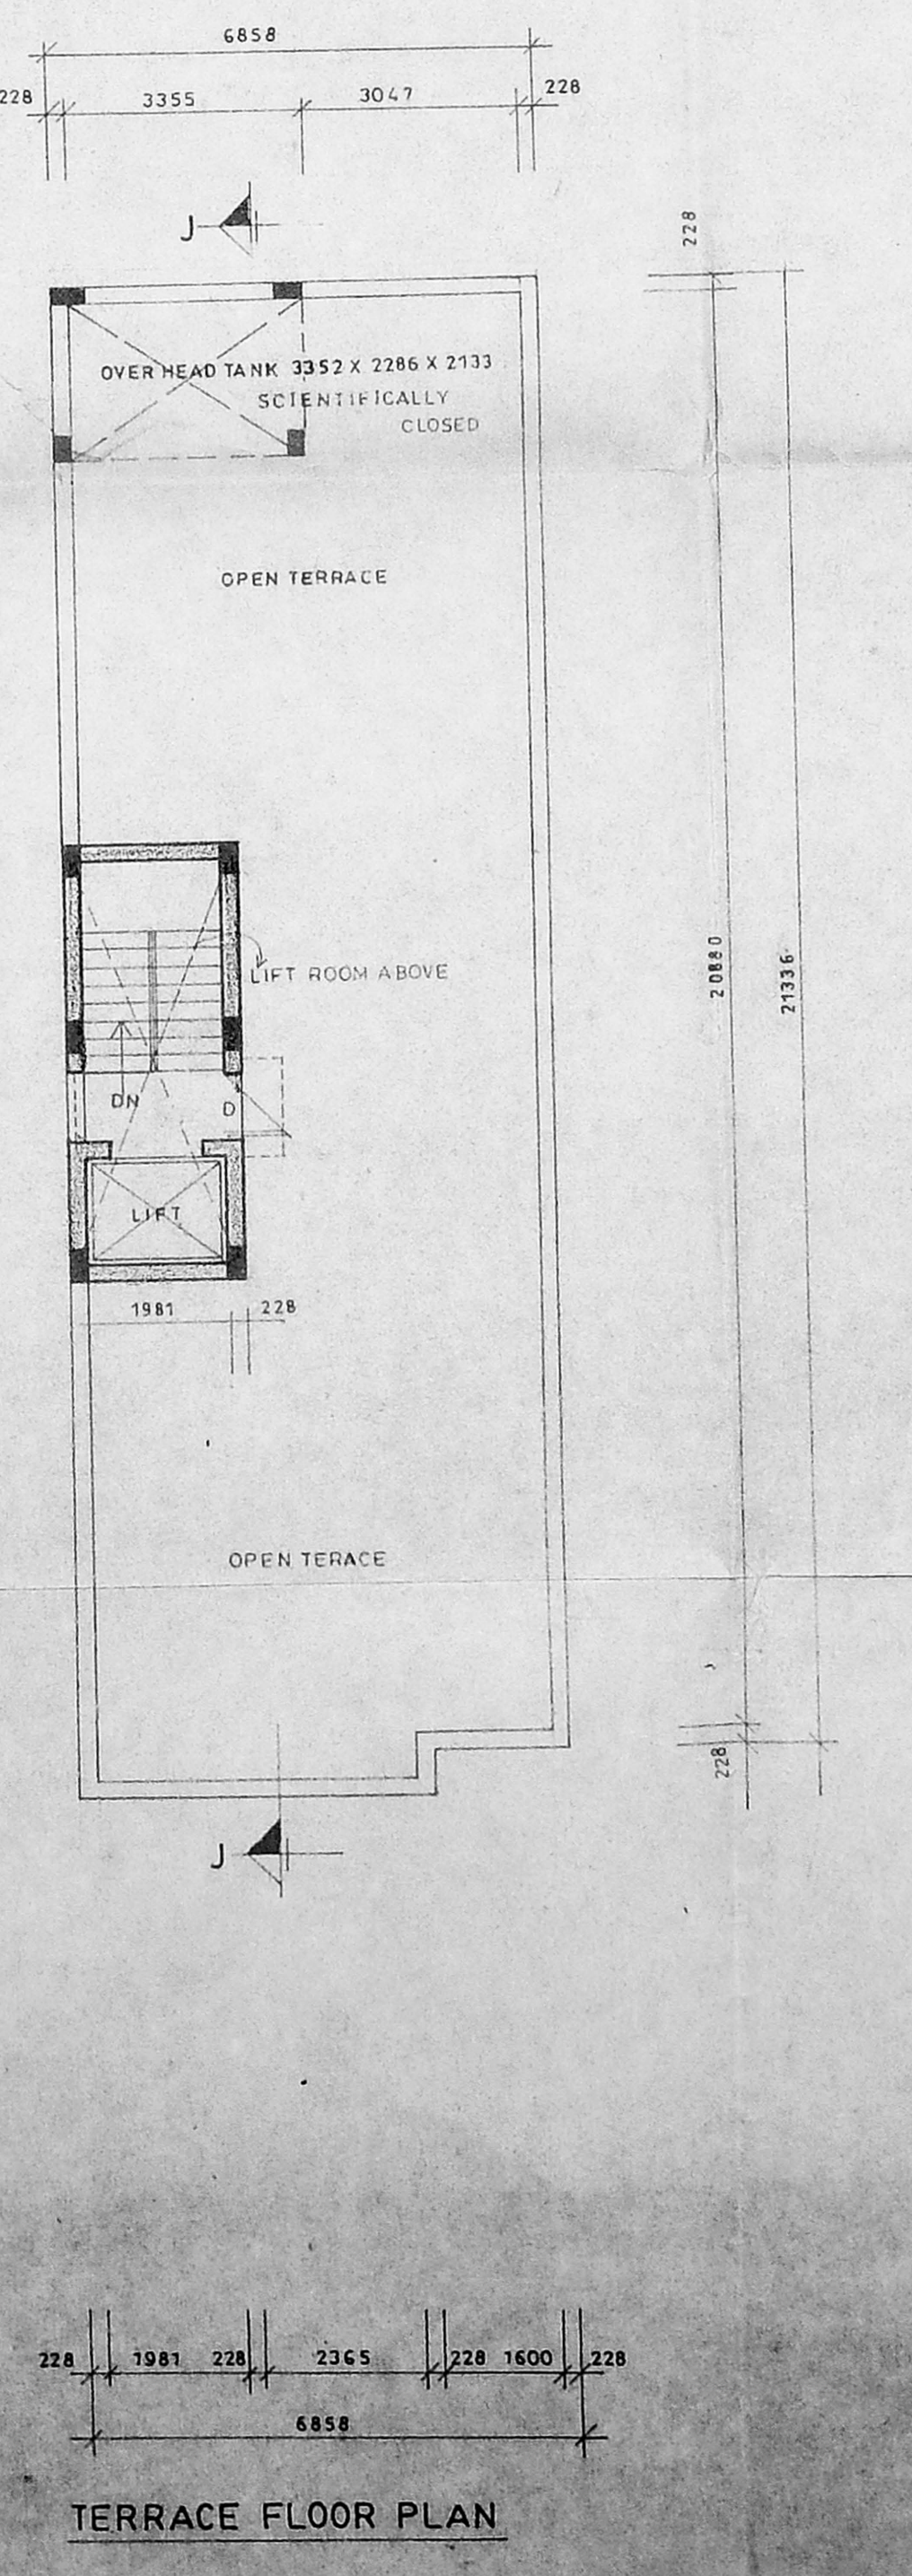 6858
228 3355 3047 228
J
228
OVER HEAD TANK 3352 X 2286 X 2133
SCIENTIFICALLY
CLOSED
OPEN TERRACE
20880
21336
LIFT ROOM ABOVE
DN
D
LIFT
1981 228
OPEN TERACE
228
J
228 1981 228 2365 228 1600 228
6858
TERRACE FLOOR PLAN